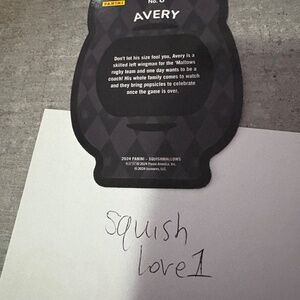 PANINI
No.
AVERY
Don't let his size fool you, Avery is a
skilled left wingman for the 'Mallows
rugby team and one day wants to be a
coach! His whole family comes to watch
and they bring popsicles to celebrate
once the game is over.
2024 PANINI - SQUISHMALLOWS
© 2024 Panini America, Inc.
© 2024 Jazwares, LLC.
squish
love1